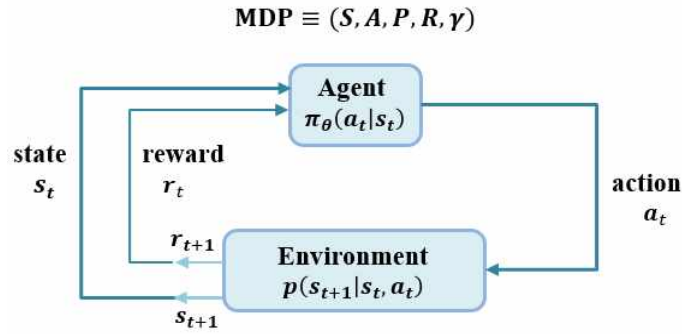 MDP ≡ (S, A, P, R, γ)
Agent
π_θ(a_t|s_t)
state
s_t
reward
r_t
action
a_t
r_{t+1}
Environment
p(s_{t+1}|s_t, a_t)
s_{t+1}